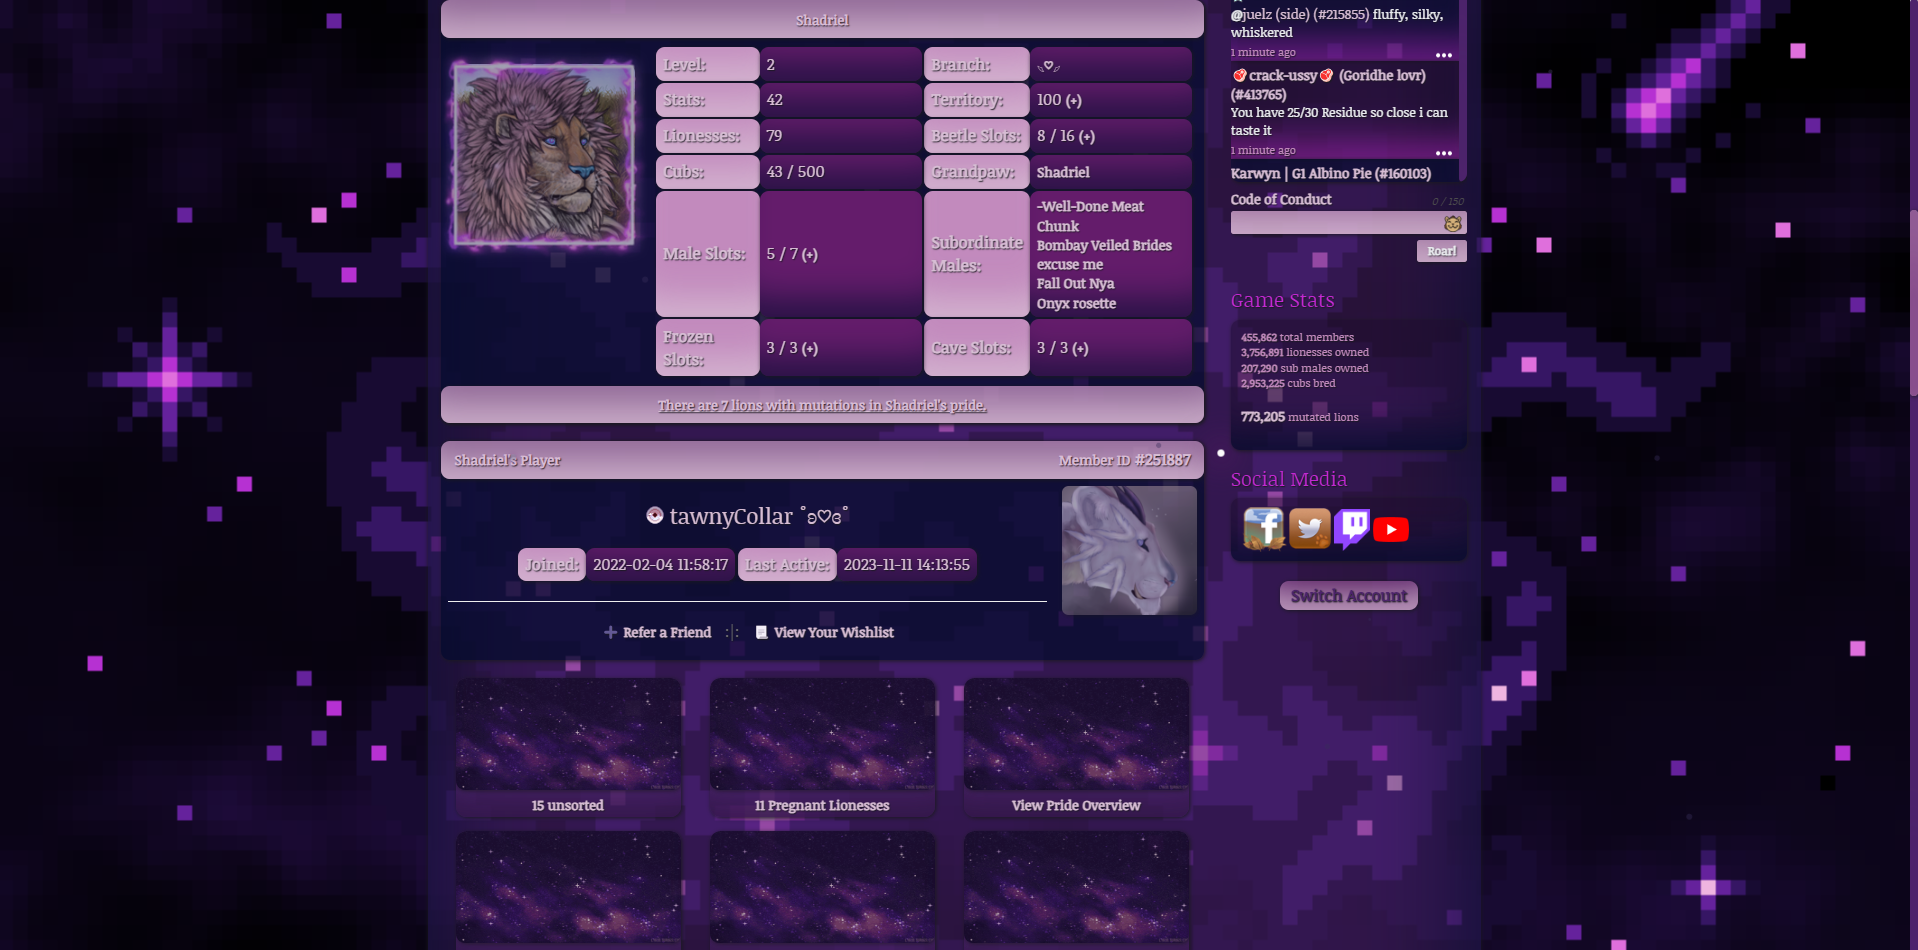 Shadriel
Level: 2 Branch: ꒰♡꒱
Stats: 42 Territory: 100 (+)
Lionesses: 79 Beetle Slots: 8 / 16 (+)
Cubs: 43 / 500 Grandpaw: Shadriel
Male Slots: 5 / 7 (+)
Subordinate
Males:
-Well-Done Meat
Chunk
Bombay Veiled Brides
excuse me
Fall Out Nya
Onyx rosette
Frozen
Slots:
3 / 3 (+)
Cave Slots: 3 / 3 (+)
There are 7 lions with mutations in Shadriel's pride.
Shadriel's Player Member ID #251887
tawnyCollar ˚ʚ♡ɞ˚
Joined: 2022-02-04 11:58:17 Last Active: 2023-11-11 14:13:55
Refer a Friend :|: View Your Wishlist
15 unsorted
11 Pregnant Lionesses
View Pride Overview
@juelz (side) (#215855) fluffy, silky,
whiskered
1 minute ago
🥩crack-ussy🥩 (Goridhe lovr)
(#413765)
You have 25/30 Residue so close i can
taste it
1 minute ago
Karwyn | G1 Albino Pie (#160103)
Code of Conduct 0 / 150
Roar!
Game Stats
455,862 total members
3,756,891 lionesses owned
207,290 sub males owned
2,953,225 cubs bred
773,205 mutated lions
Social Media
Switch Account